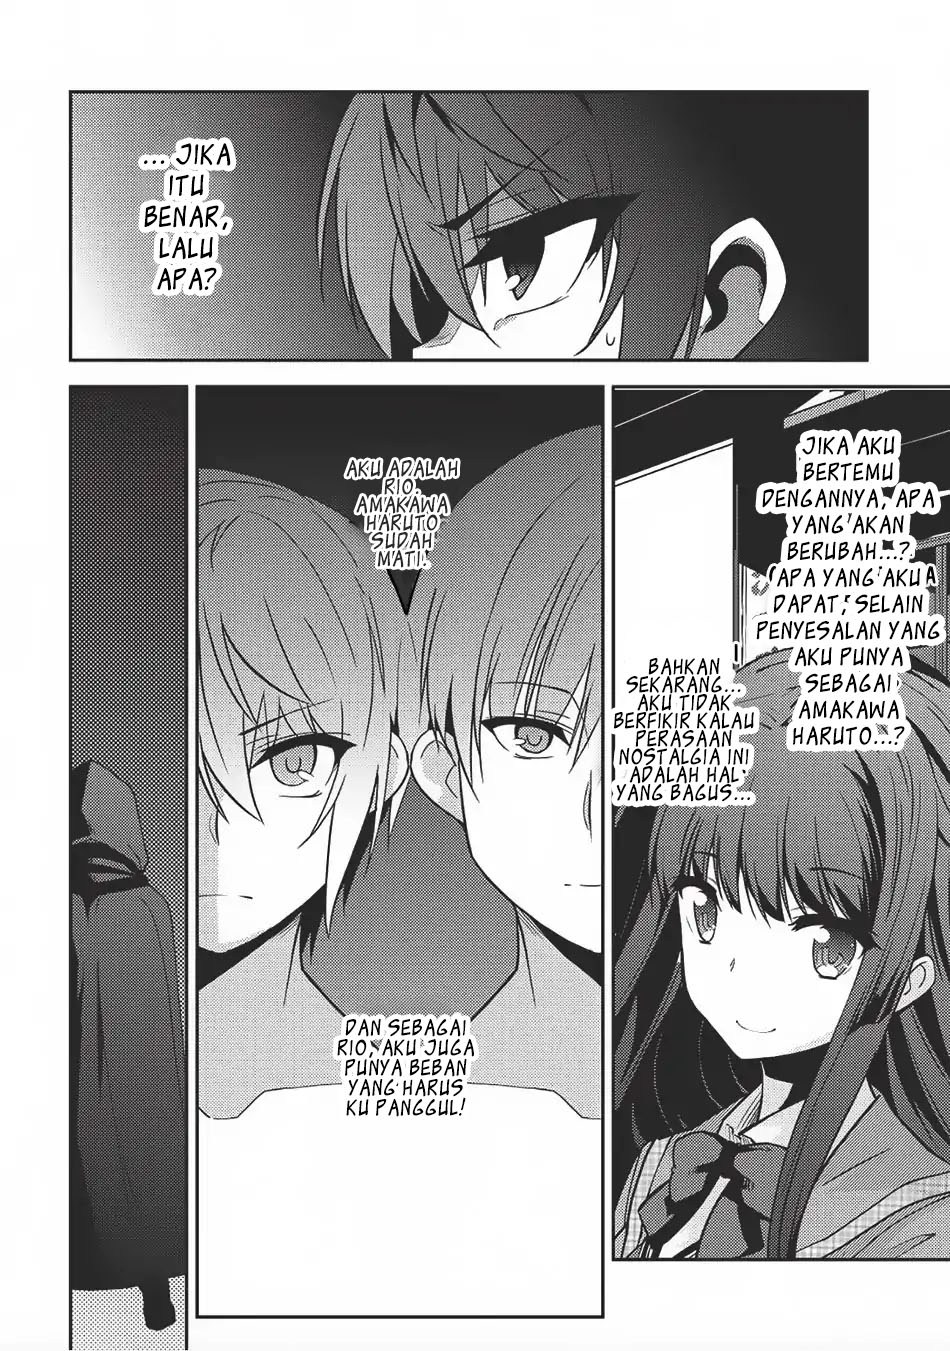 ... JIKA
ITU
BENAR,
LALU
APA?
JIKA AKU
BERTEMU
DENGANNYA, APA
YANG AKAN
BERUBAH...?
APA YANG AKU
DAPAT, SELAIN
PENYESALAN YANG
AKU PUNYA
SEBAGAI
AMAKAWA
HARUTO...?
BAHKAN
SEKARANG...
AKU TIDAK
BERFIKIR KALAU
PERASAAN
NOSTALGIA INI
ADALAH HAL
YANG BAGUS...
AKU ADALAH
RIO.
AMAKAWA
HARUTO
SUDAH
MATI.
DAN SEBAGAI
RIO, AKU JUGA
PUNYA BEBAN
YANG HARUS
KU PANGGUL!